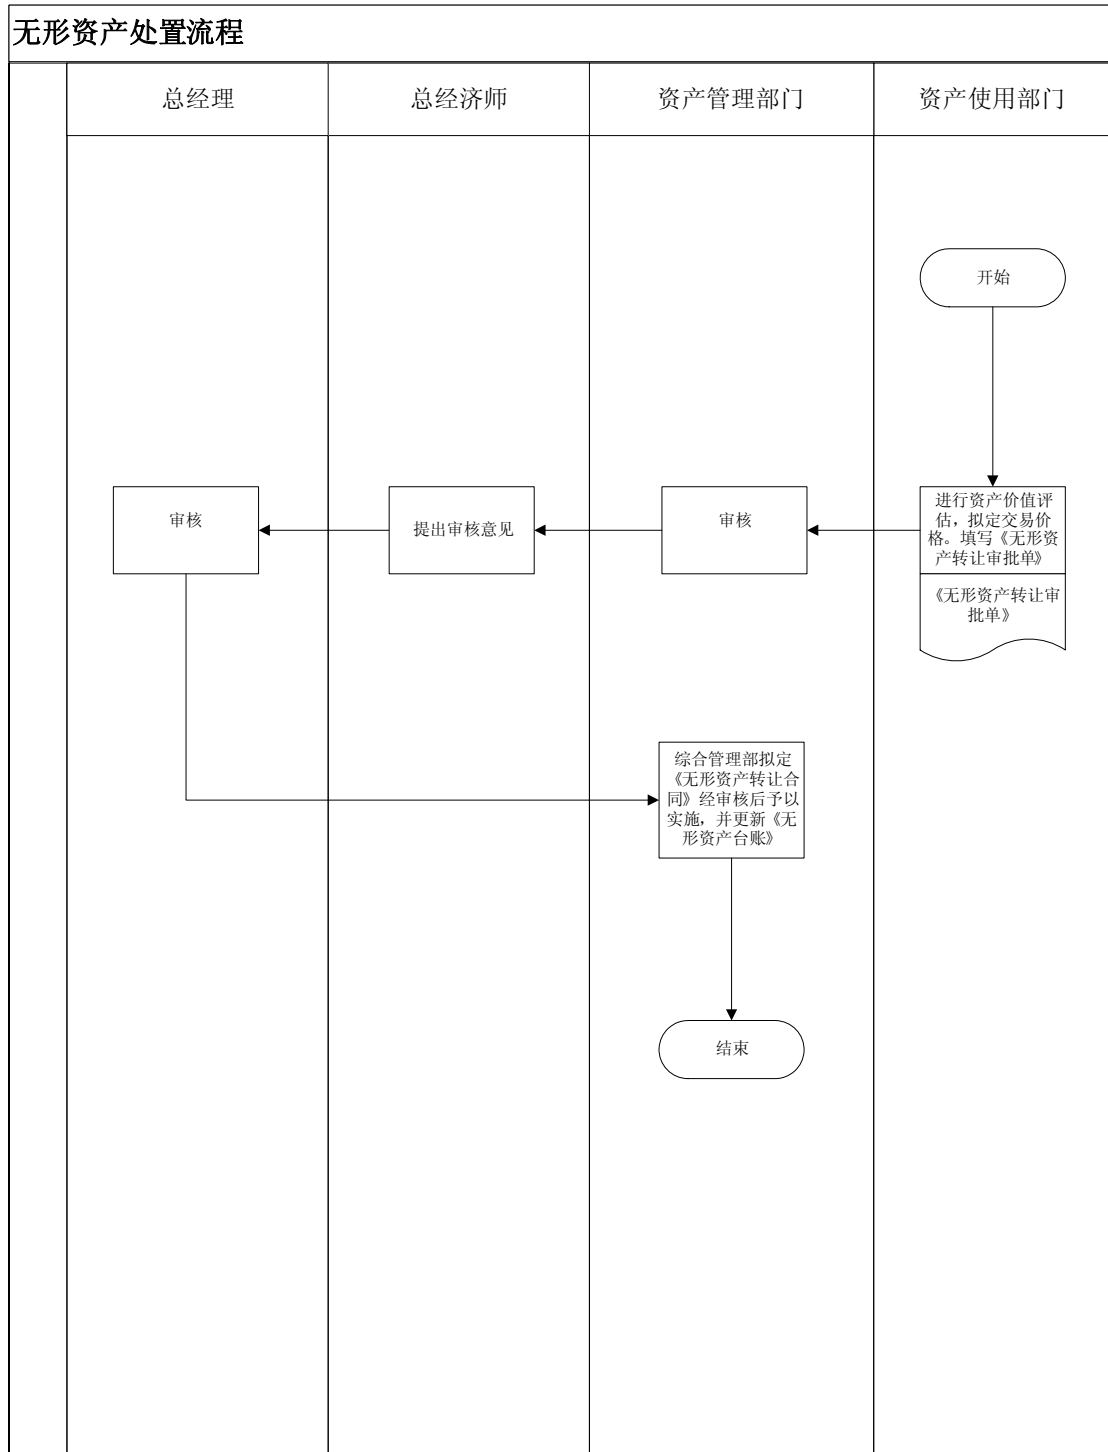 无形资产处置流程
总经理
总经济师
资产管理部门
资产使用部门
开始
审核
提出审核意见
审核
进行资产价值评
估，拟定交易价
格。填写《无形资
产转让审批单》
《无形资产转让审
批单》
综合管理部拟定
《无形资产转让合
同》经审核后予以
实施，并更新《无
形资产台账》
结束